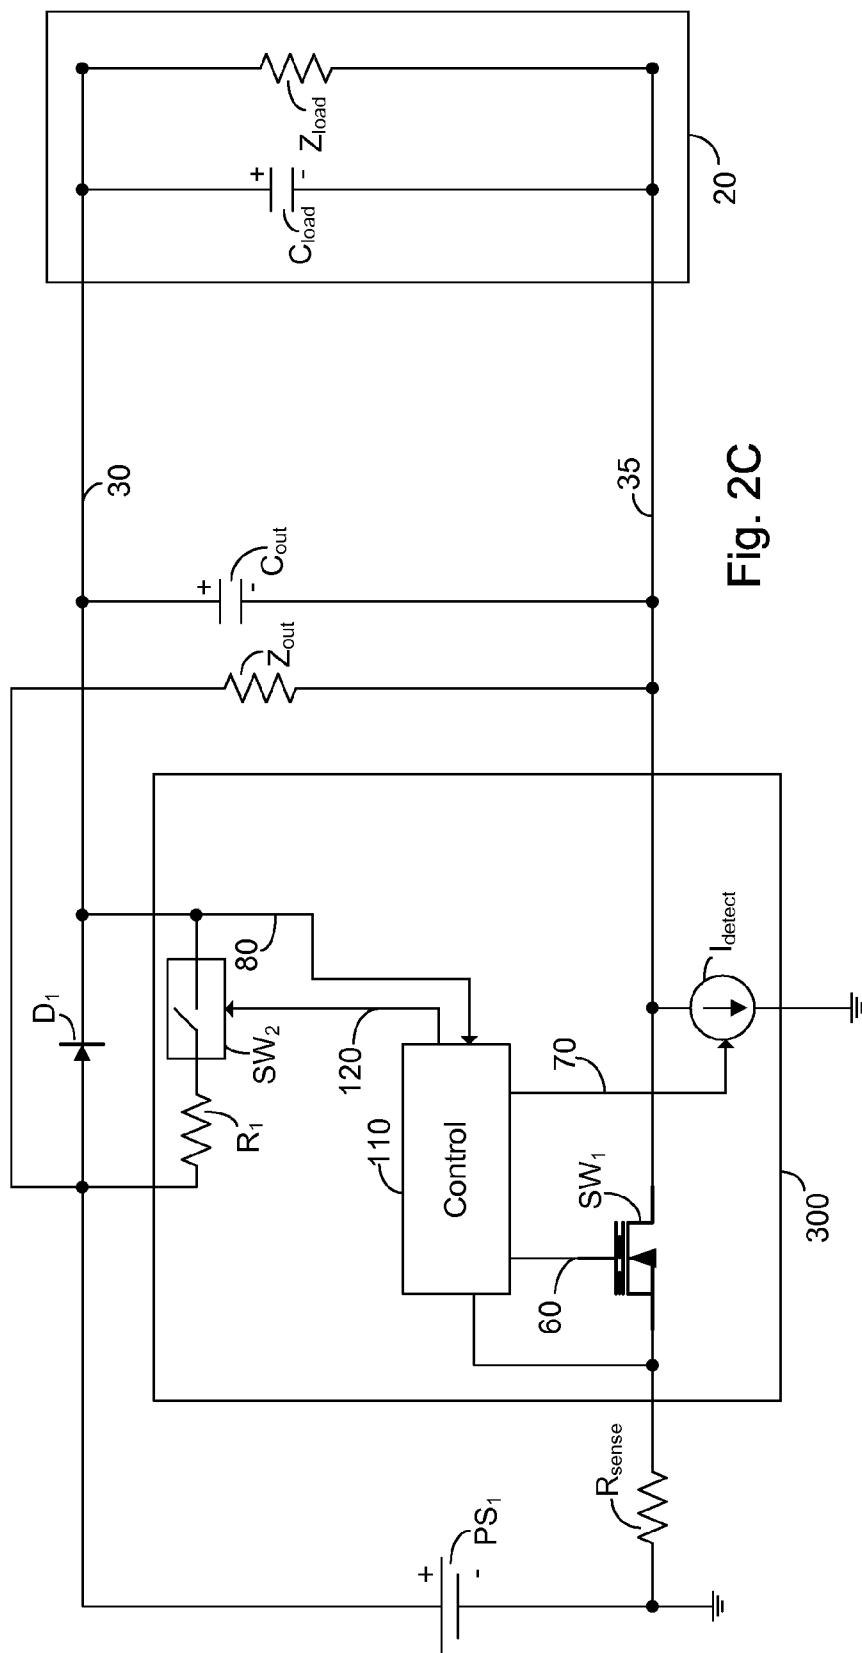 D₁
30
R₁
SW₂
80
120
Zout
Cout
+
-
+
-
Cload
Zload
20
PS₁
+
-
110
Control
60
SW₁
70
Idetect
Rsense
300
35
Fig. 2C